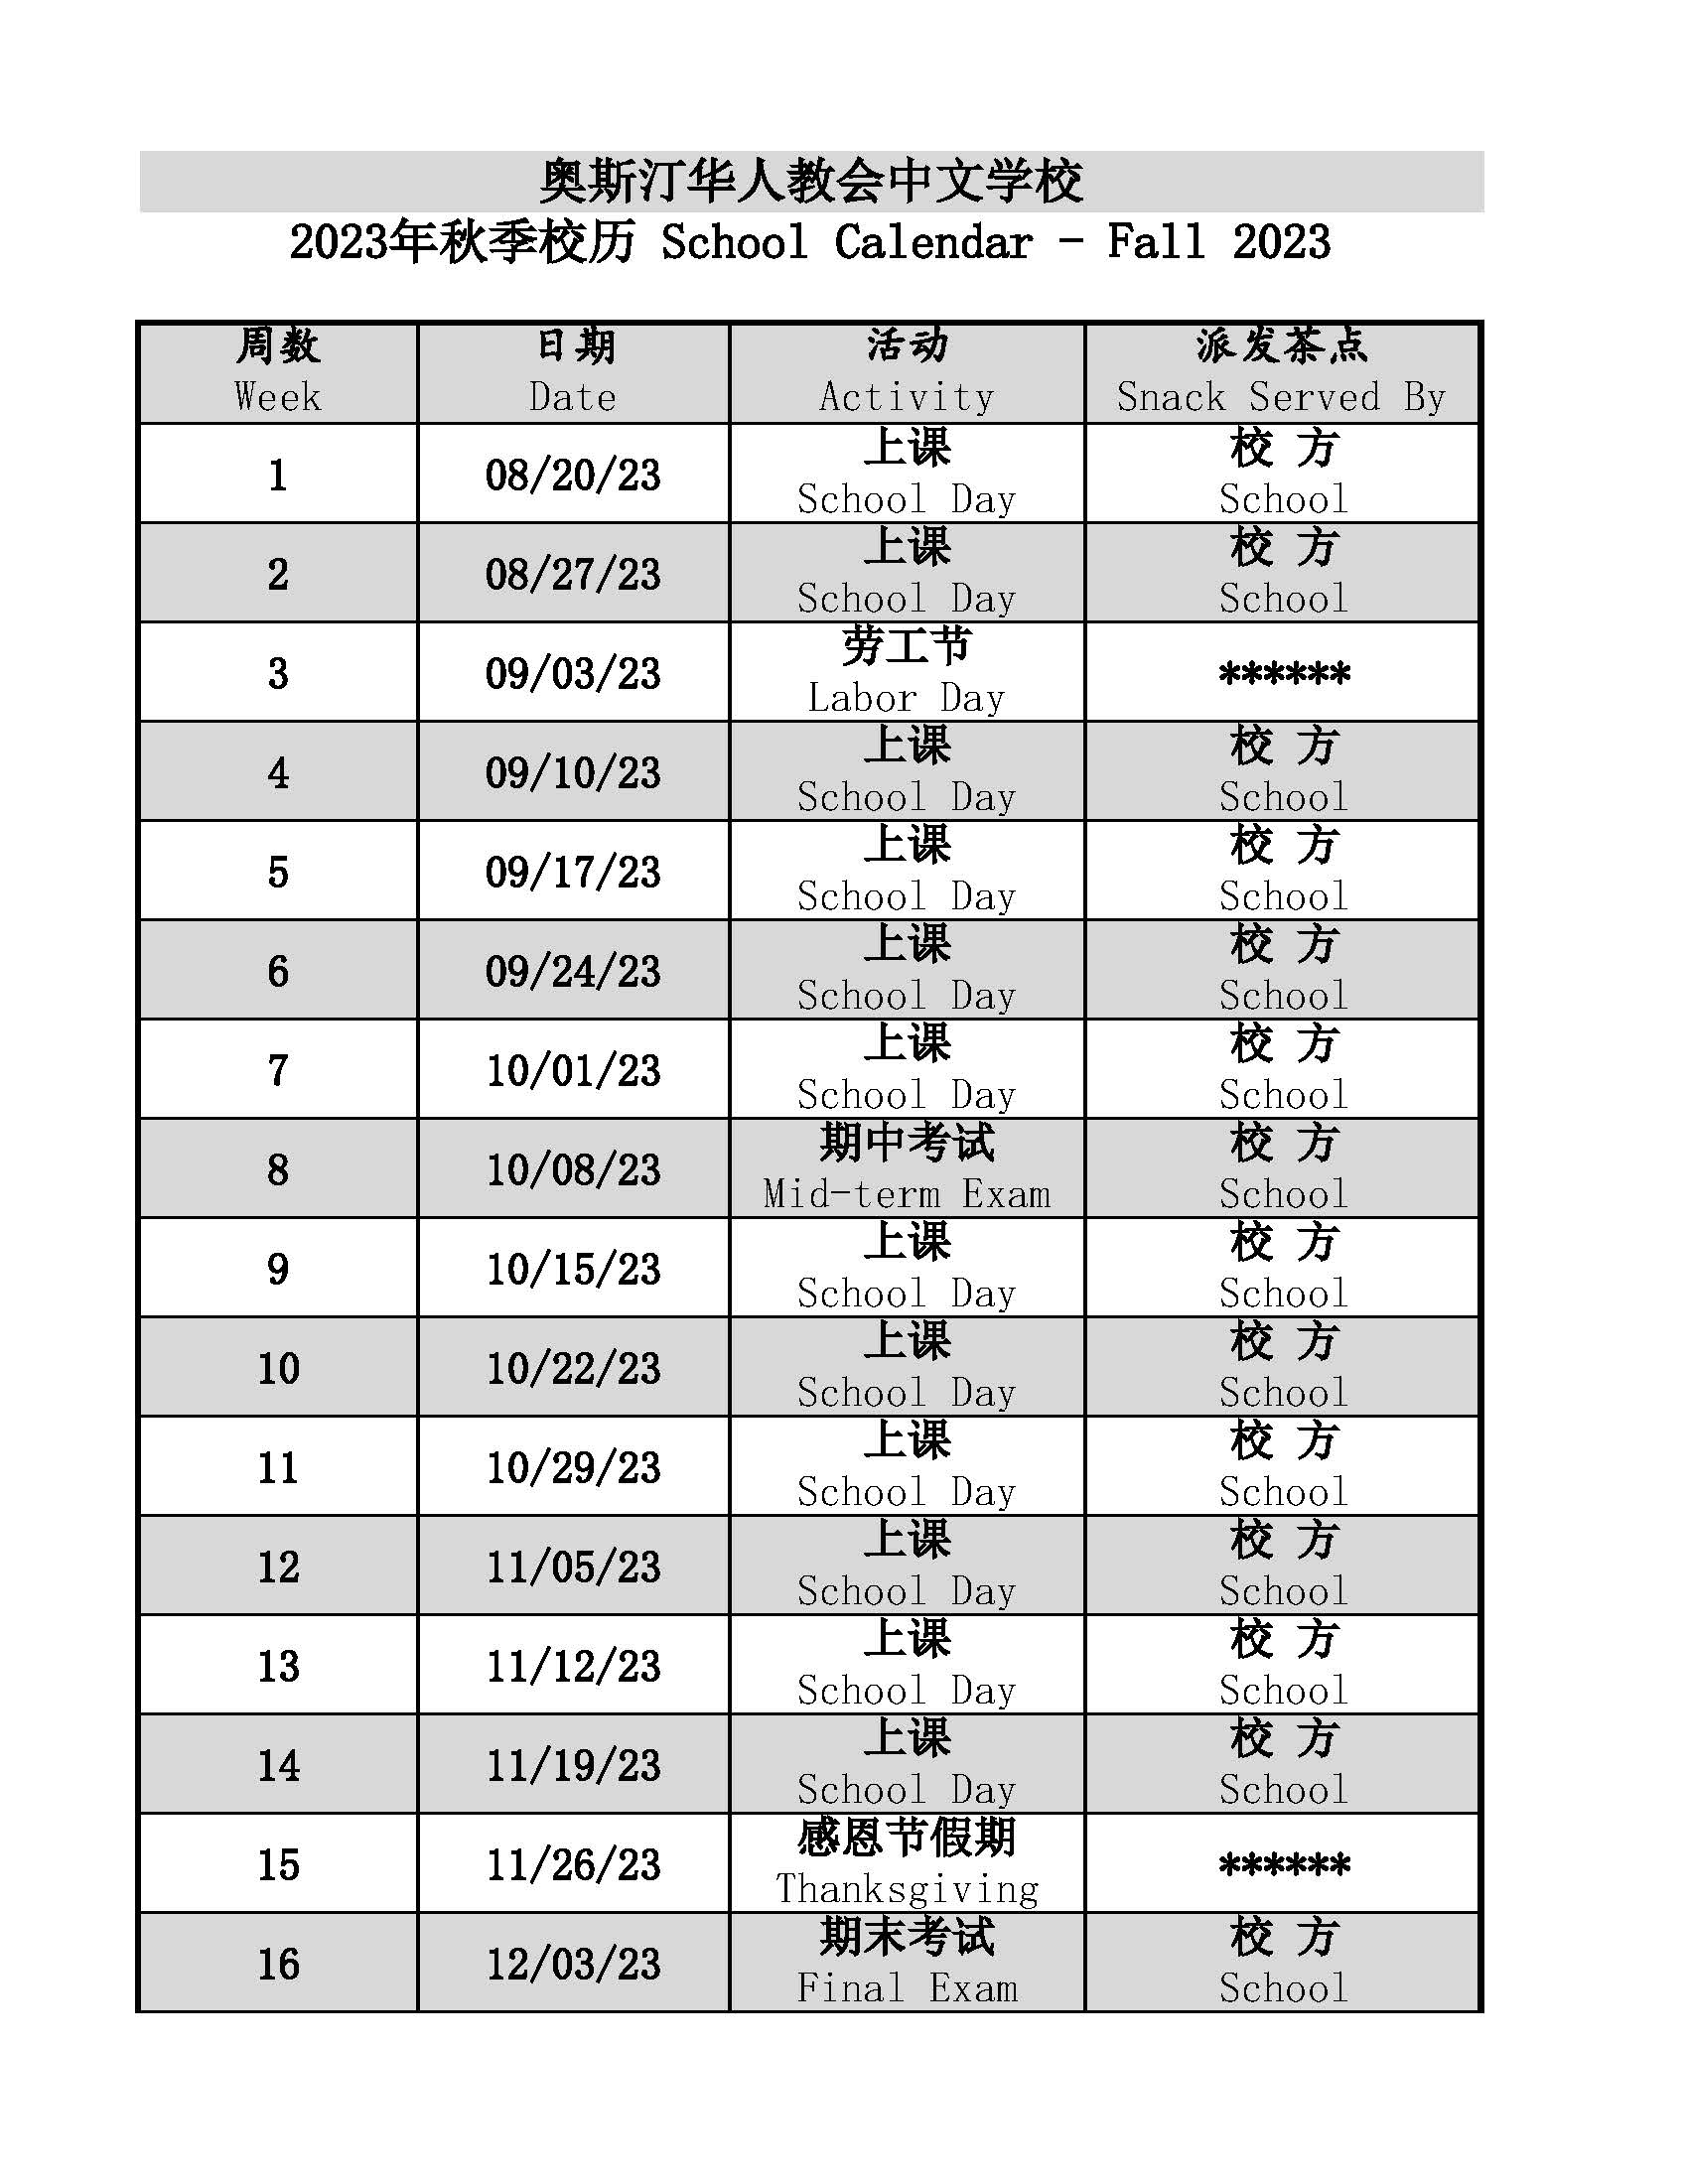 奥斯汀华人教会中文学校
2023年秋季校历 School Calendar - Fall 2023
周数 日期 活动 派发茶点
Week Date Activity Snack Served By
1 08/20/23 上课 校 方
School Day School
2 08/27/23 上课 校 方
School Day School
3 09/03/23 劳工节 ******
Labor Day
4 09/10/23 上课 校 方
School Day School
5 09/17/23 上课 校 方
School Day School
6 09/24/23 上课 校 方
School Day School
7 10/01/23 上课 校 方
School Day School
8 10/08/23 期中考试 校 方
Mid-term Exam School
9 10/15/23 上课 校 方
School Day School
10 10/22/23 上课 校 方
School Day School
11 10/29/23 上课 校 方
School Day School
12 11/05/23 上课 校 方
School Day School
13 11/12/23 上课 校 方
School Day School
14 11/19/23 上课 校 方
School Day School
15 11/26/23 感恩节假期 ******
Thanksgiving
16 12/03/23 期末考试 校 方
Final Exam School